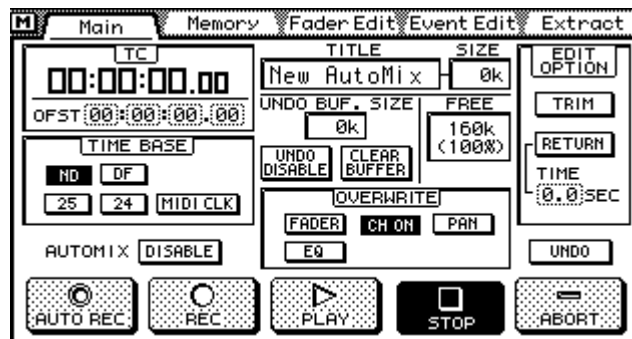 M Main Memory Fader Edit Event Edit Extract
TC
00:00:00.00
OFST 00:00:00.00
TITLE
New AutoMix
SIZE
0k
EDIT OPTION
TRIM
RETURN
TIME
0.0 SEC
UNDO BUF. SIZE
0k
FREE
160k
(100%)
UNDO DISABLE
CLEAR BUFFER
TIME BASE
ND DF
25 24 MIDI CLK
OVERWRITE
FADER CH ON PAN
EQ
AUTOMIX DISABLE
UNDO
AUTO REC REC PLAY STOP ABORT